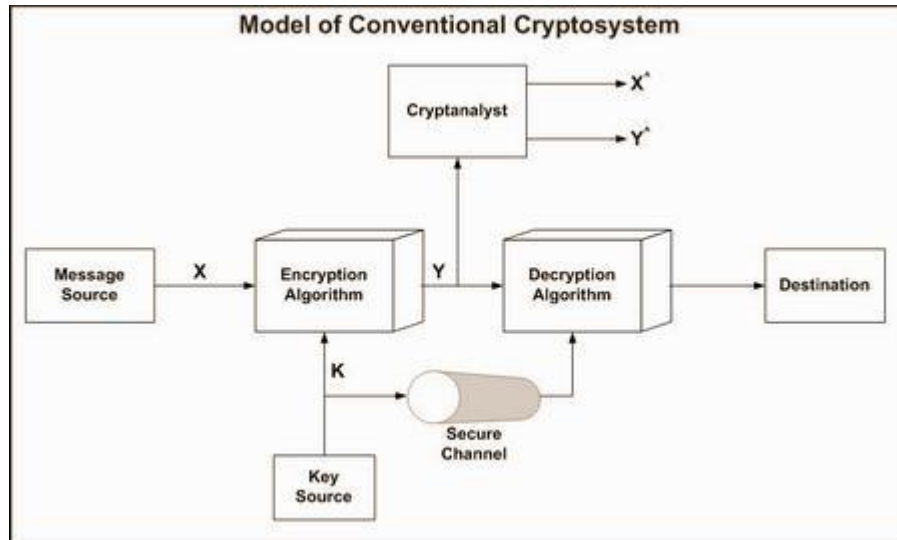 Model of Conventional Cryptosystem
Cryptanalyst
X^
Y^
Message
Source
X
Encryption
Algorithm
Y
Decryption
Algorithm
Destination
K
Secure
Channel
Key
Source